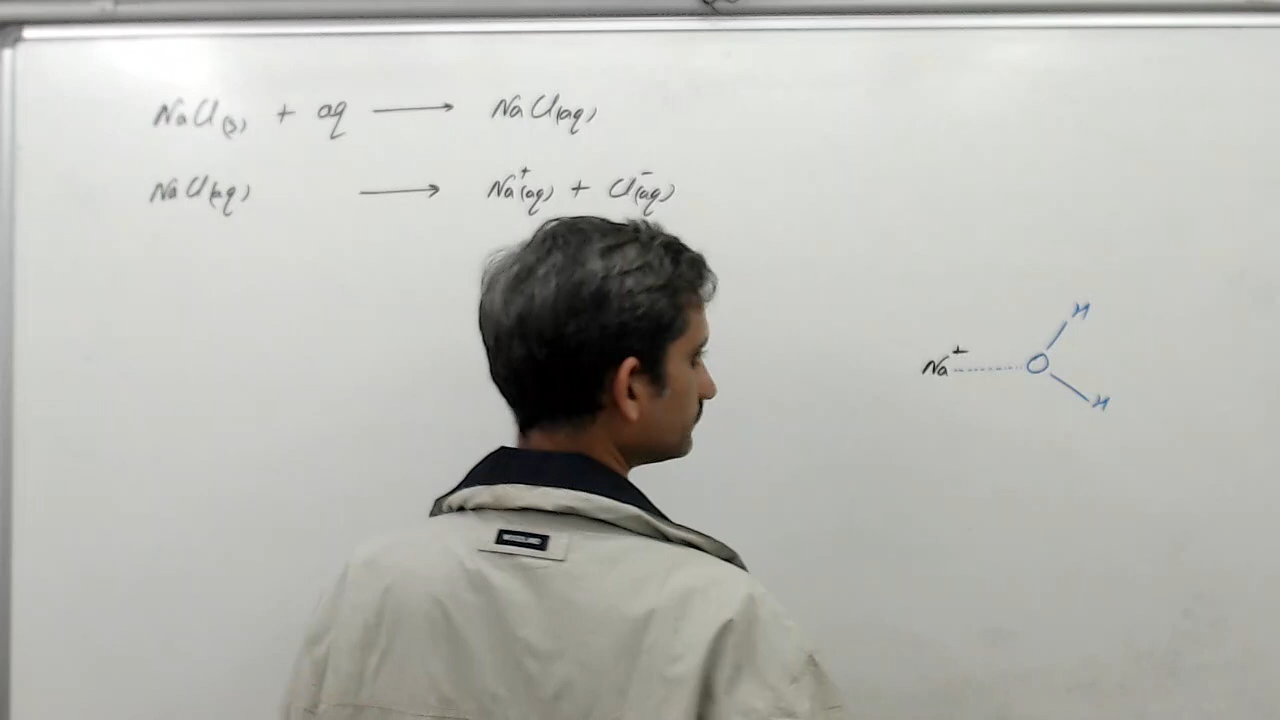 NaCl(s) + aq ⟶ NaCl(aq)
NaCl(aq) ⟶ Na⁺(aq) + Cl⁻(aq)
H
Na⁺ ------ O
H